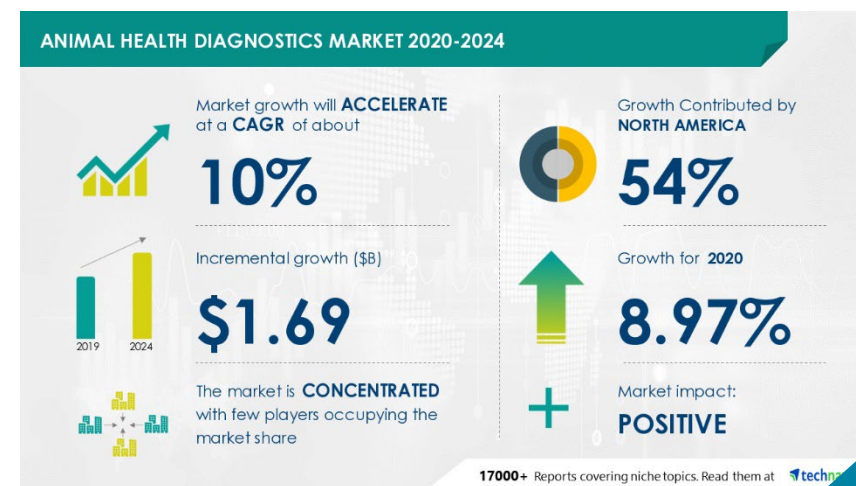 ANIMAL HEALTH DIAGNOSTICS MARKET 2020-2024
Market growth will ACCELERATE
at a CAGR of about
10%
Incremental growth ($B)
$1.69
2019 2024
The market is CONCENTRATED
with few players occupying the
market share
Growth Contributed by
NORTH AMERICA
54%
Growth for 2020
8.97%
Market impact:
POSITIVE
17000+ Reports covering niche topics. Read them at